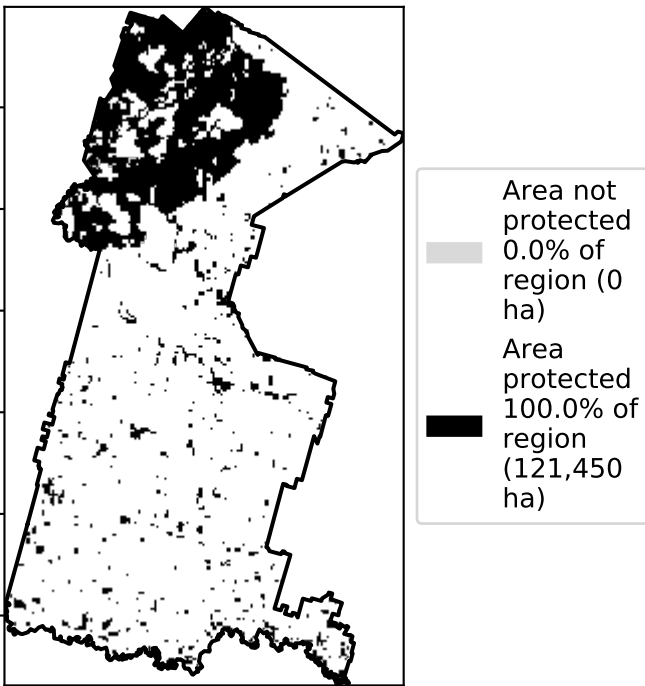 Area not
protected
0.0% of
region (0
ha)
Area
protected
100.0% of
region
(121,450
ha)